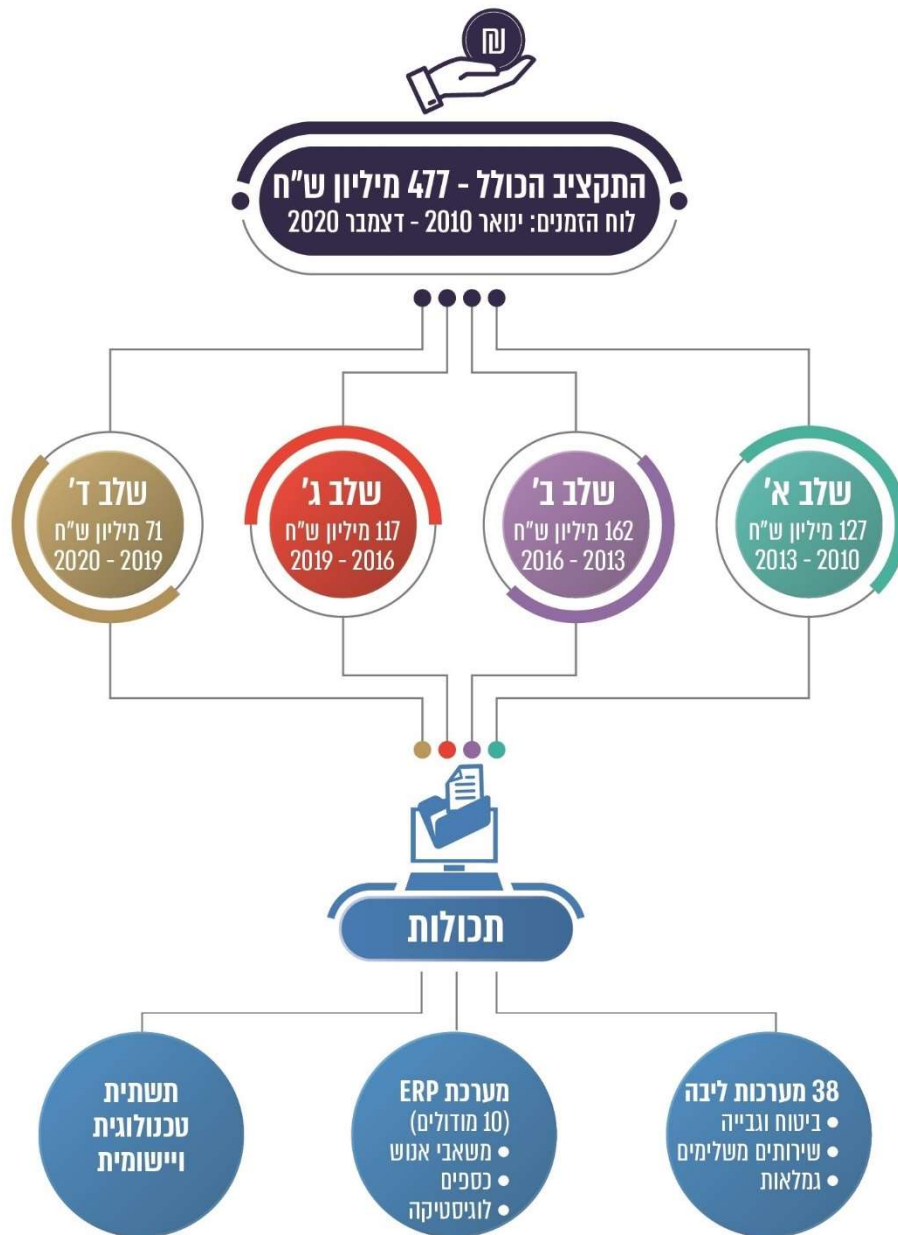 ₪
התקציב הכולל - 477 מיליון ש"ח
לוח הזמנים: ינואר 2010 - דצמבר 2020
שלב א'
127 מיליון ש"ח
2010 - 2013
שלב ב'
162 מיליון ש"ח
2013 - 2016
שלב ג'
117 מיליון ש"ח
2016 - 2019
שלב ד'
71 מיליון ש"ח
2019 - 2020
תכולות
38 מערכות ליבה
• ביטוח וגבייה
• שירותים משלימים
• גמלאות
מערכת ERP
(10 מודולים)
• משאבי אנוש
• כספים
• לוגיסטיקה
תשתית
טכנולוגית
ויישומית